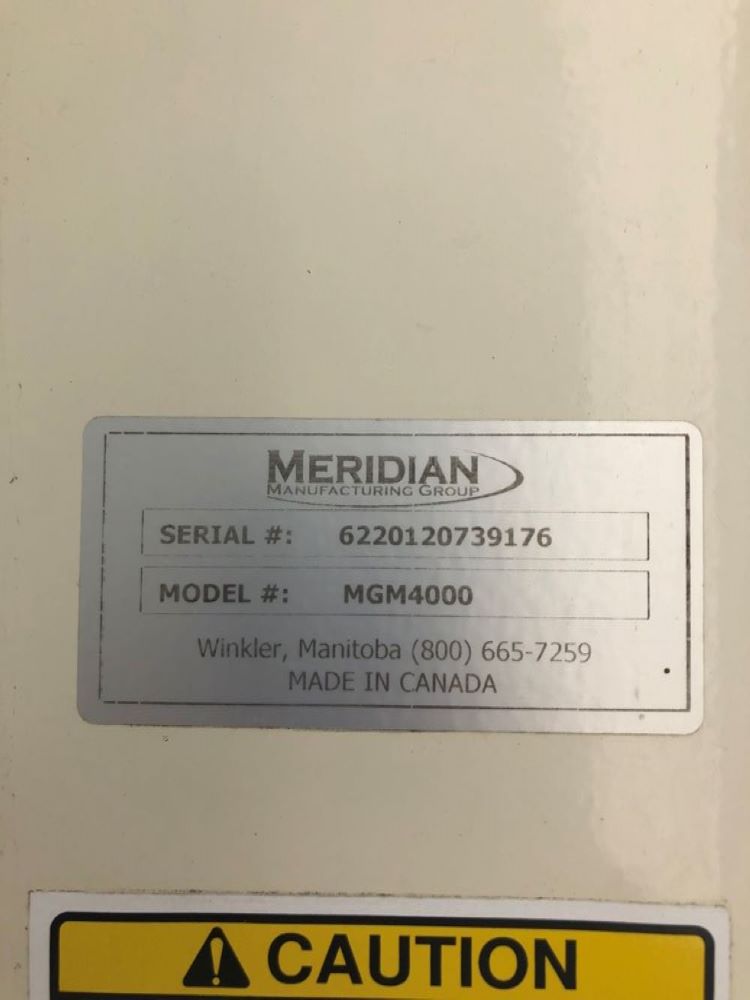 MERIDIAN
MANUFACTURING GROUP
SERIAL #: 6220120739176
MODEL #: MGM4000
Winkler, Manitoba (800) 665-7259
MADE IN CANADA
CAUTION